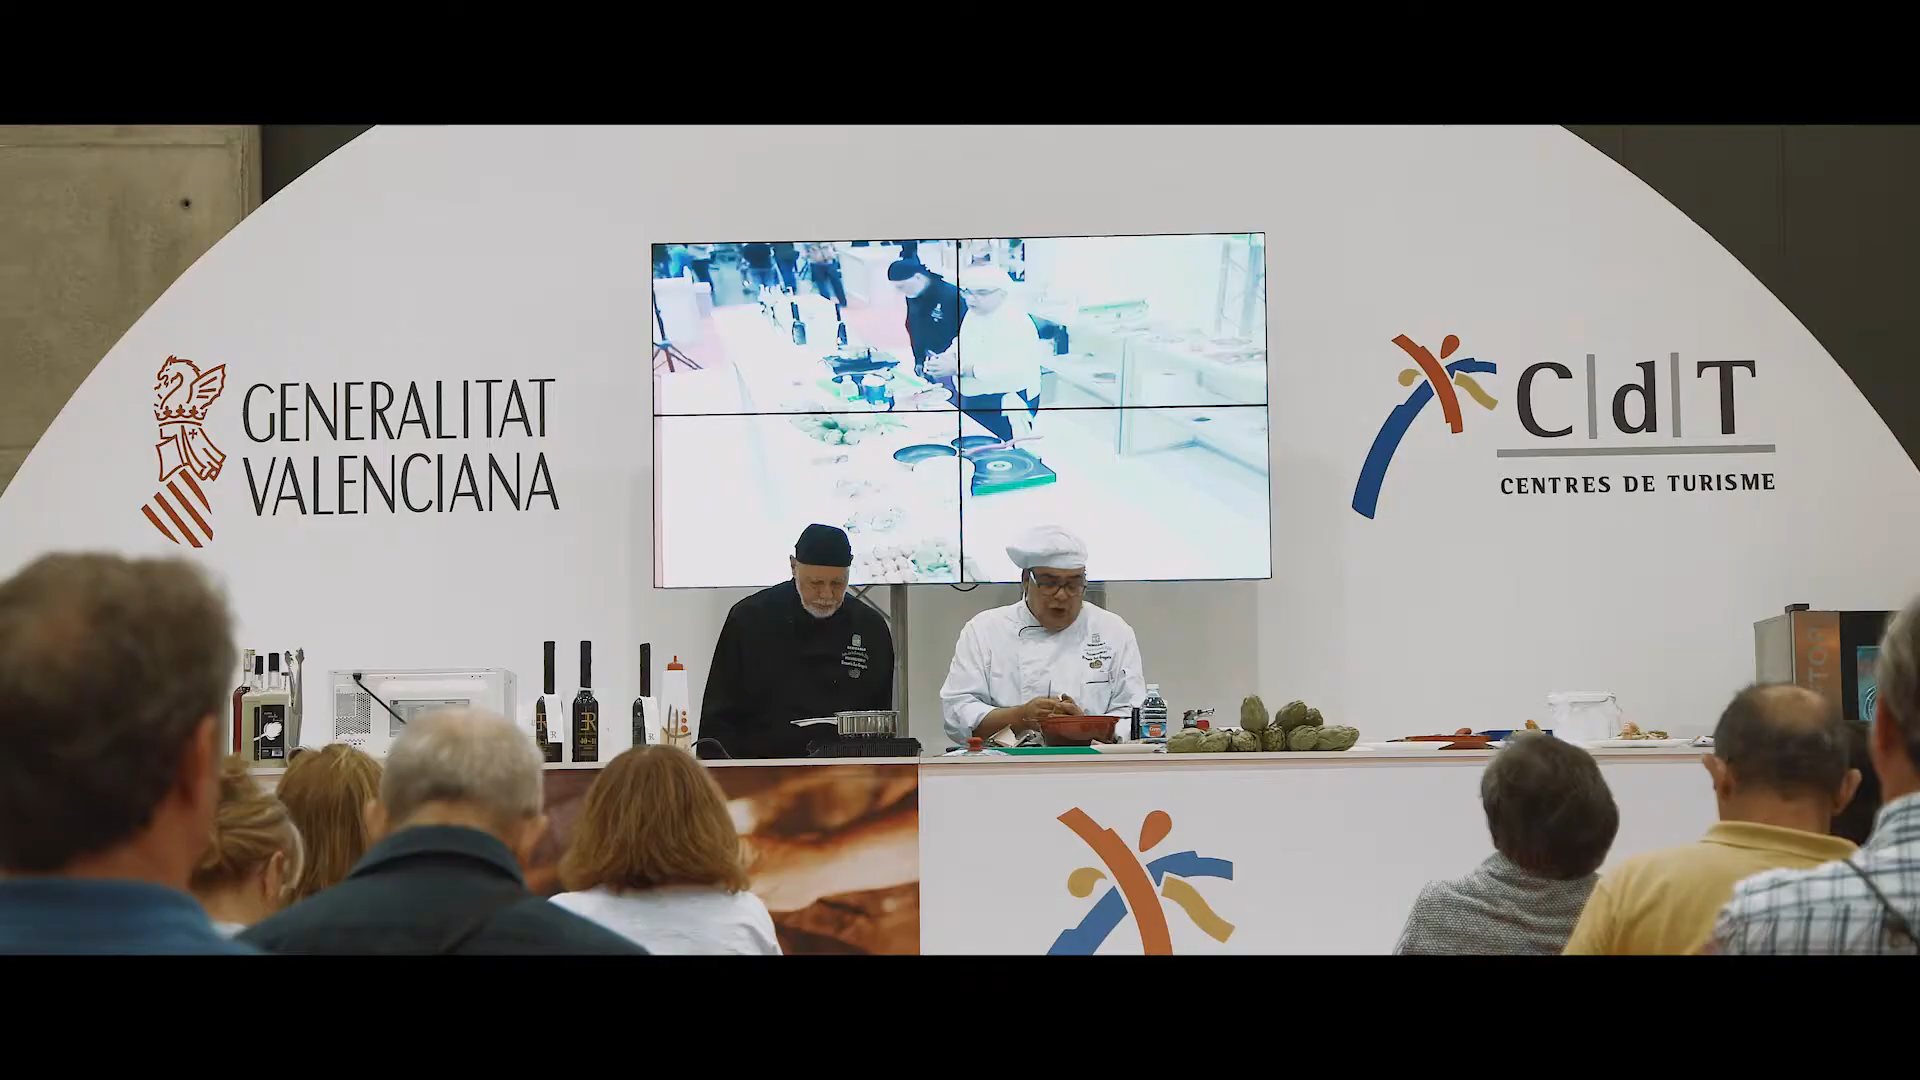 GENERALITAT
VALENCIANA
C|d|T
CENTRES DE TURISME